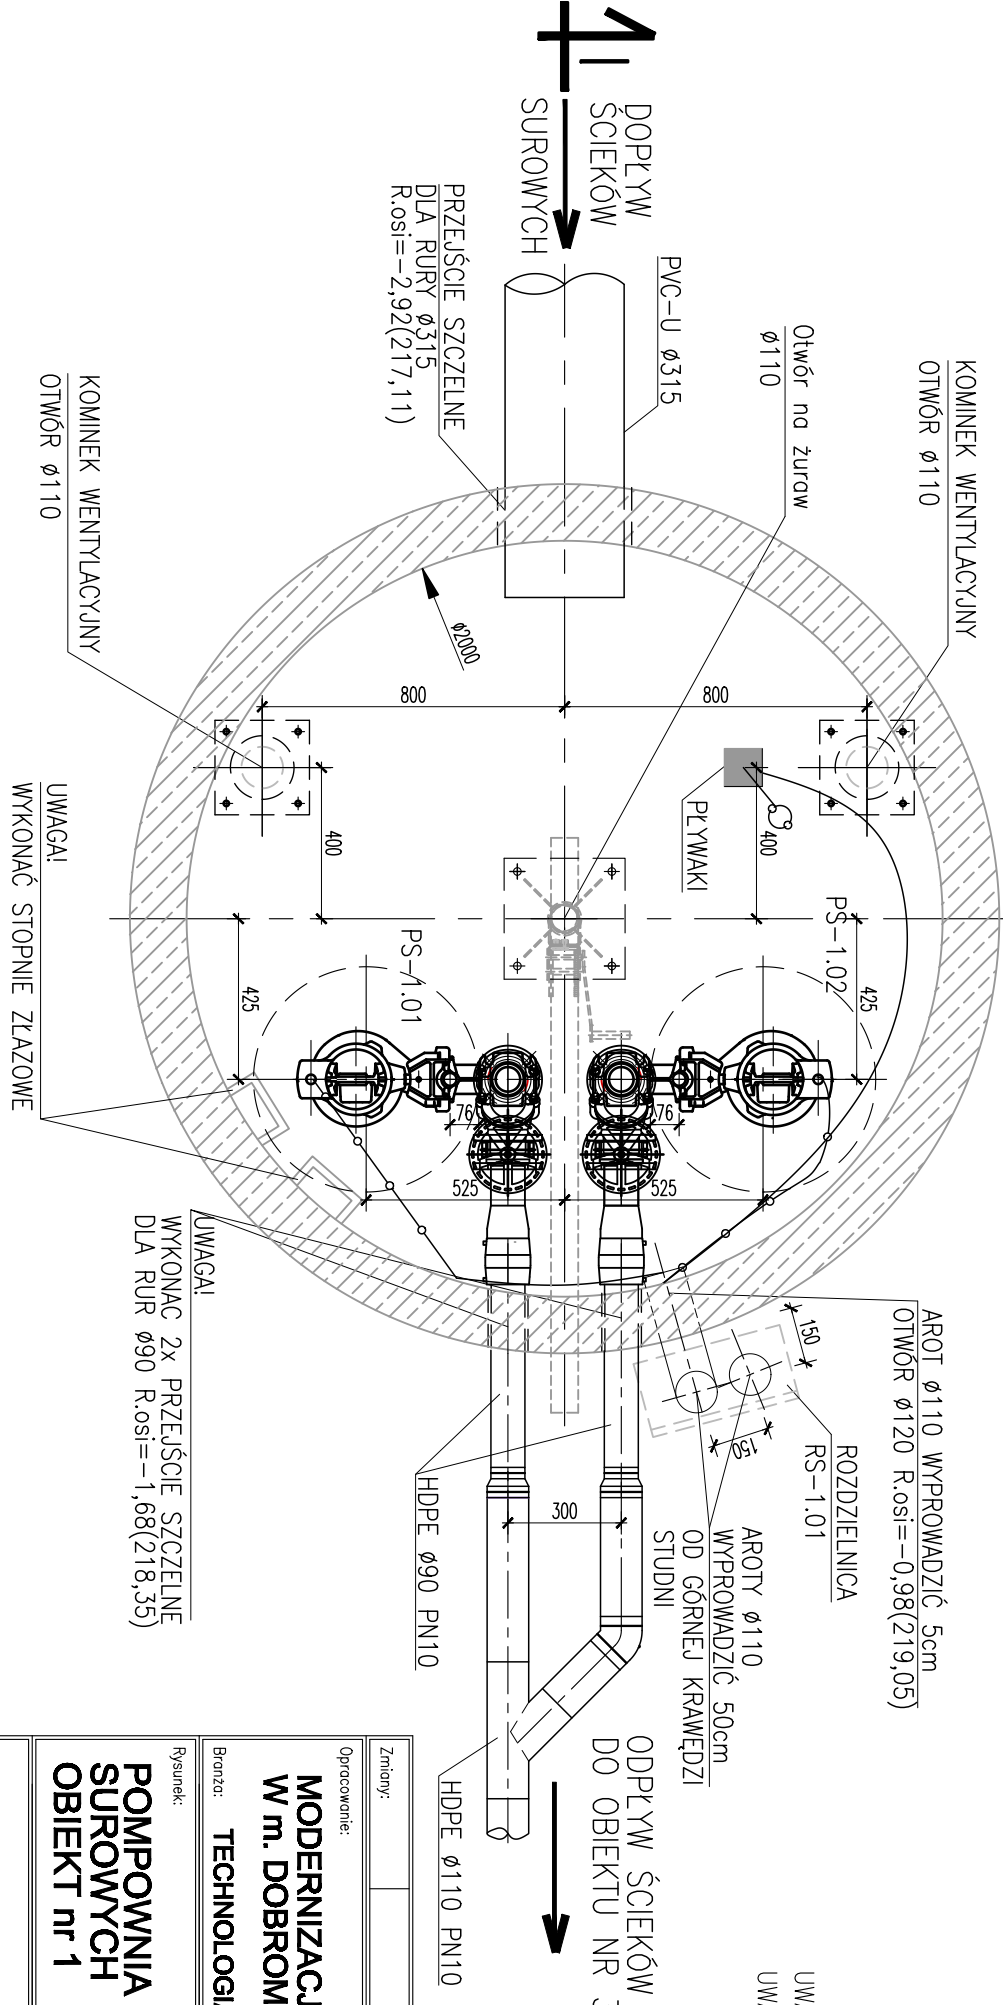 1
DOPŁYW
ŚCIEKÓW
SUROWYCH
PVC-U ø315
PRZEJŚCIE SZCZELNE
DLA RURY ø315
R.osi=-2,92(217,11)
Otwór na żuraw
ø110
KOMINEK WENTYLACYJNY
OTWÓR ø110
KOMINEK WENTYLACYJNY
OTWÓR ø110
ø2000
800
800
400
400
PŁYWAKI
PS-1.02
PS-1.01
425
425
76
76
525
525
UWAGA!
WYKONAĆ STOPNIE ZŁAZOWE
UWAGA!
WYKONAC 2x PRZEJŚCIE SZCZELNE
DLA RUR ø90 R.osi=-1,68(218,35)
AROT ø110 WYPROWADZIĆ 5cm
OTWÓR ø120 R.osi=-0,98(219,05)
150
150
ROZDZIELNICA
RS-1.01
AROTY ø110
WYPROWADZIĆ 50cm
OD GÓRNEJ KRAWĘDZI
STUDNI
300
HDPE ø90 PN10
HDPE ø110 PN10
ODPŁYW ŚCIEKÓW
DO OBIEKTU NR
UWA
UWA
Zmiany:
Opracowanie:
MODERNIZACJ
W m. DOBROM
Branża:
TECHNOLOGI
Rysunek:
POMPOWNIA
SUROWYCH
OBIEKT nr 1